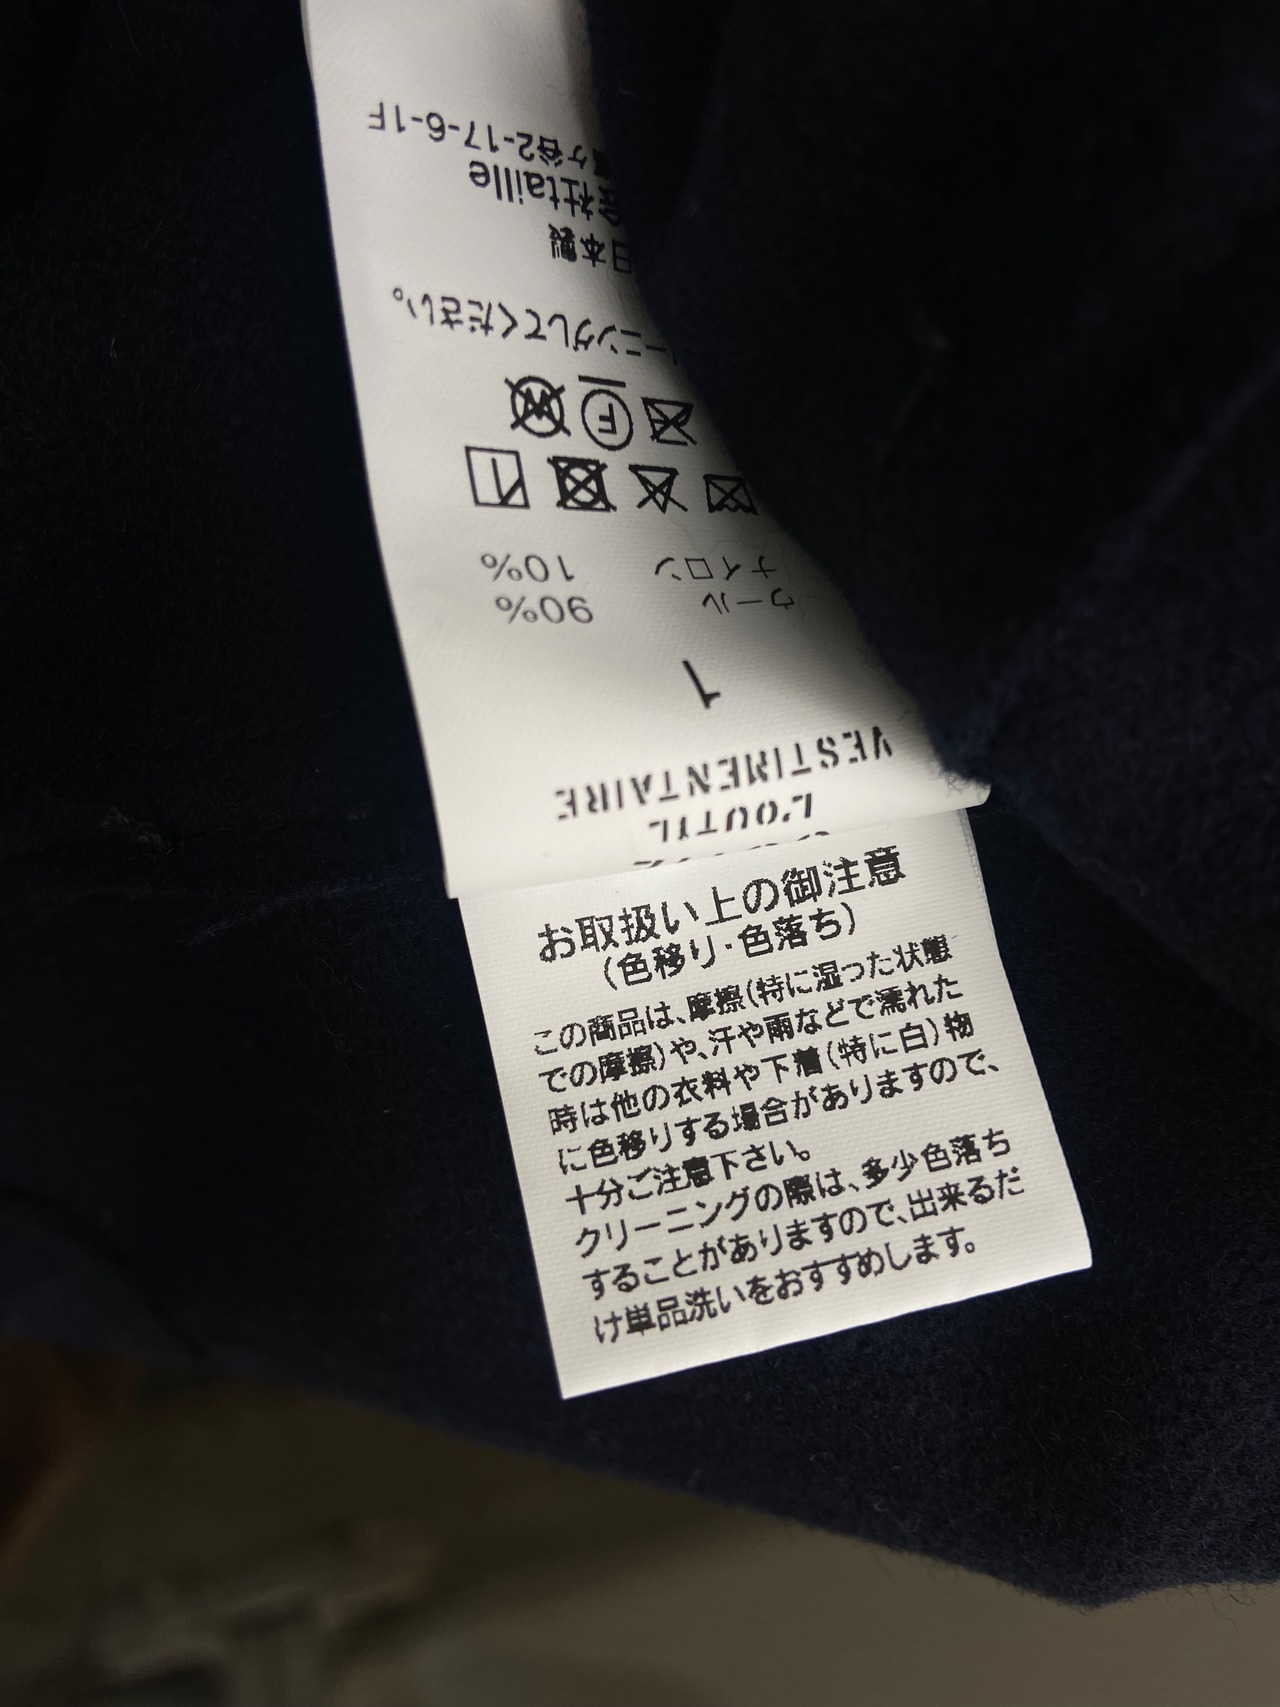 L'OUTIL
VESTIMENTAIRE
1
ウール 90%
ナイロン 10%
F
W
ーニングしてください。
日本製
会社taille
ヶ谷2-17-6-1F
お取扱い上の御注意
(色移り・色落ち)
この商品は、摩擦(特に湿った状態
での摩擦)や、汗や雨などで濡れた
時は他の衣料や下着(特に白)物
に色移りする場合がありますので、
十分ご注意下さい。
クリーニングの際は、多少色落ち
することがありますので、出来るだ
け単品洗いをおすすめします。